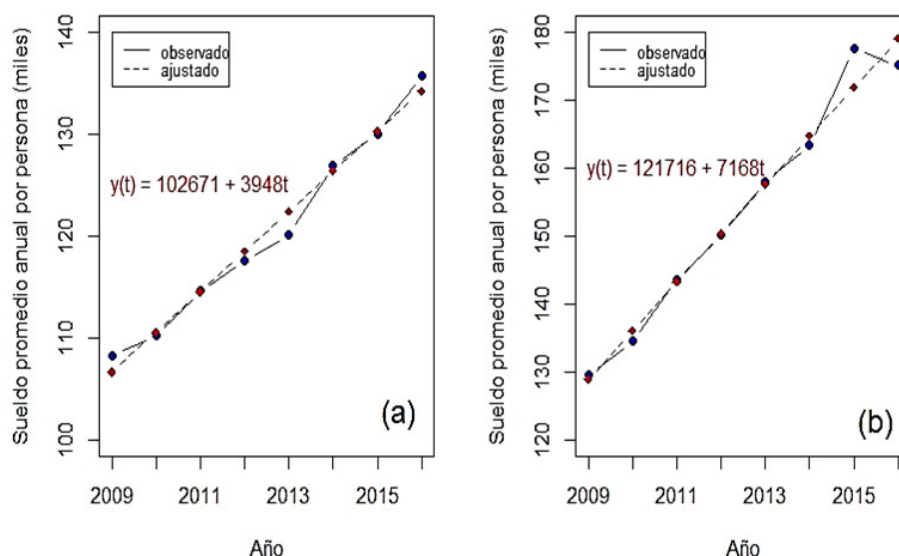 Sueldo promedio anual por persona (miles)
100
110
120
130
140
observado
ajustado
y(t) = 102671 + 3948t
(a)
2009
2011
2013
2015
Año
Sueldo promedio anual por persona (miles)
120
130
140
150
160
170
180
observado
ajustado
y(t) = 121716 + 7168t
(b)
2009
2011
2013
2015
Año